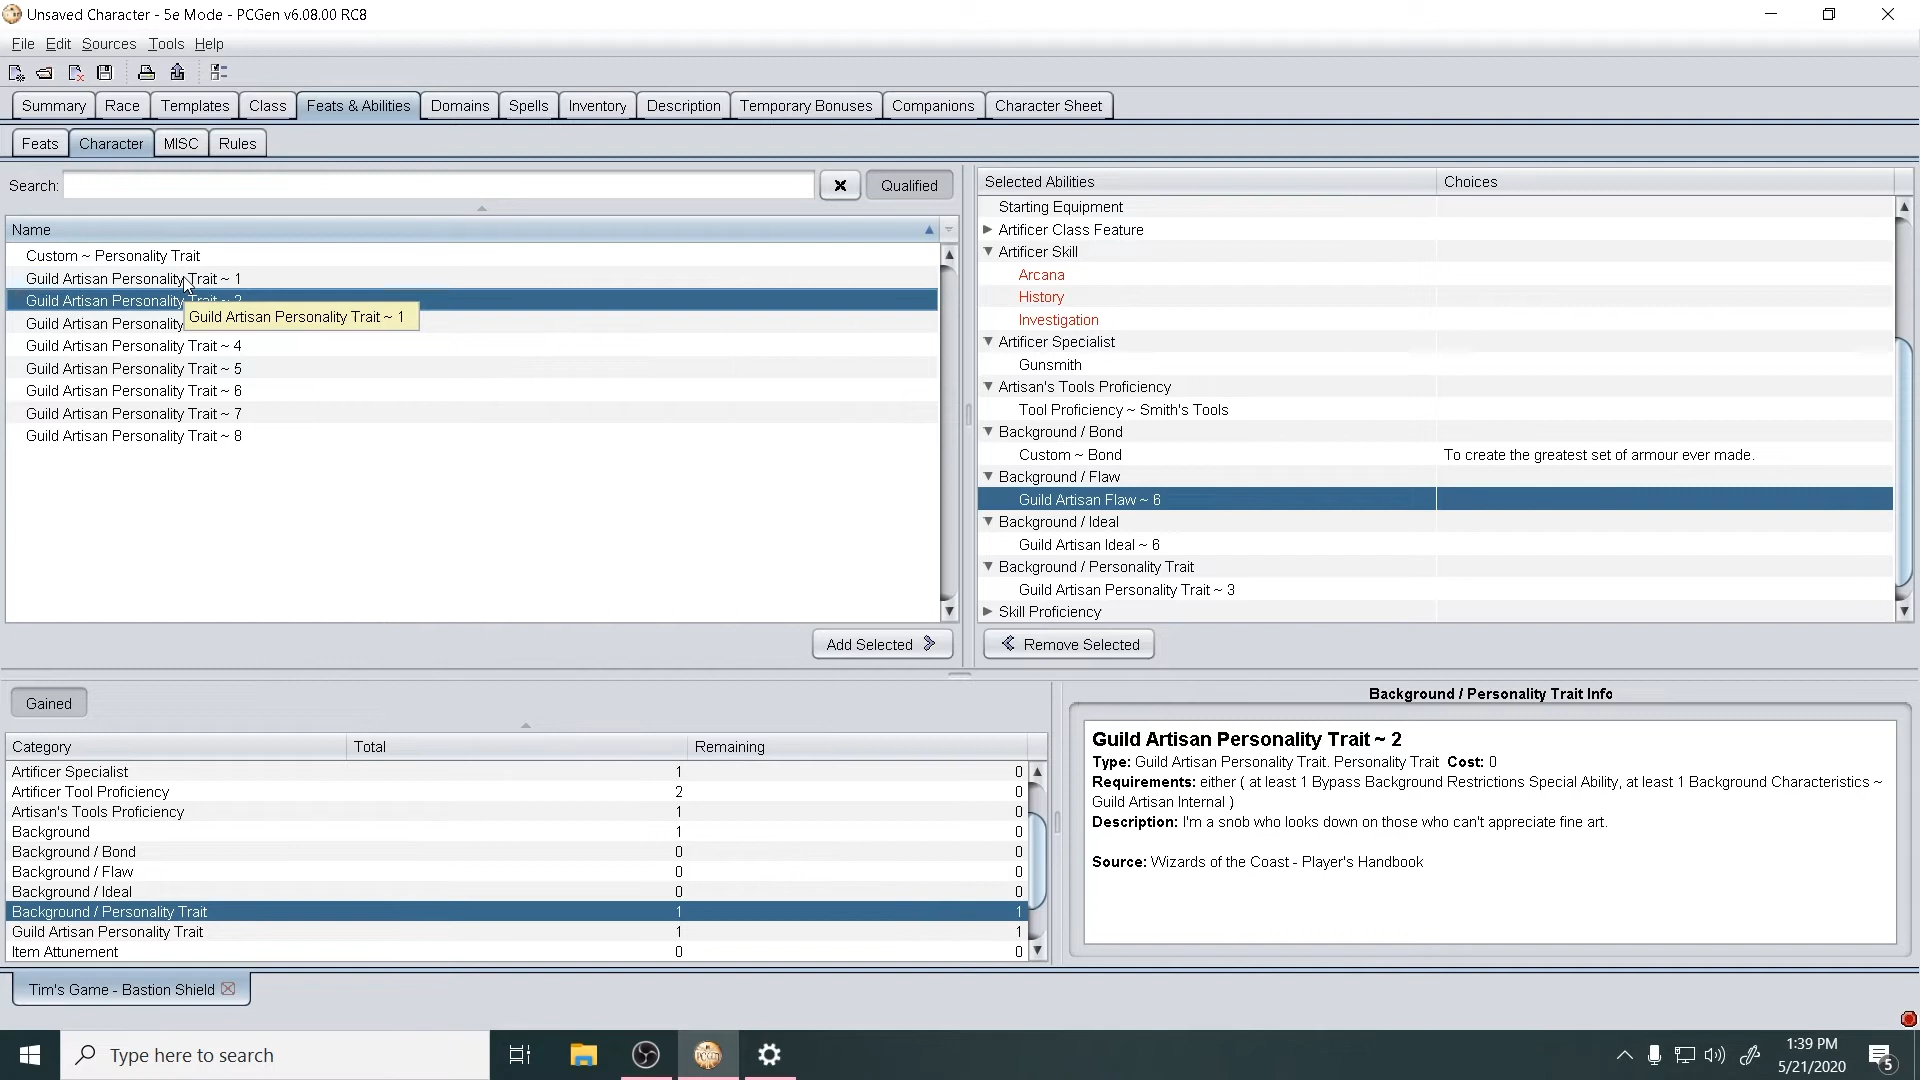 Unsaved Character - 5e Mode - PCGen v6.08.00 RC8
File Edit Sources Tools Help
Summary Race Templates Class Feats & Abilities Domains Spells Inventory Description Temporary Bonuses Companions Character Sheet
Feats Character MISC Rules
Search: Qualified
Name
Custom ~ Personality Trait
Guild Artisan Personality Trait ~ 1
Guild Artisan Personality Trait ~ 2
Guild Artisan Personality Trait ~ 1
Guild Artisan Personality
Guild Artisan Personality Trait ~ 4
Guild Artisan Personality Trait ~ 5
Guild Artisan Personality Trait ~ 6
Guild Artisan Personality Trait ~ 7
Guild Artisan Personality Trait ~ 8
Add Selected
Selected Abilities Choices
Starting Equipment
Artificer Class Feature
Artificer Skill
Arcana
History
Investigation
Artificer Specialist
Gunsmith
Artisan's Tools Proficiency
Tool Proficiency ~ Smith's Tools
Background / Bond
Custom ~ Bond To create the greatest set of armour ever made.
Background / Flaw
Guild Artisan Flaw ~ 6
Background / Ideal
Guild Artisan Ideal ~ 6
Background / Personality Trait
Guild Artisan Personality Trait ~ 3
Skill Proficiency
Remove Selected
Gained
Category Total Remaining
Artificer Specialist 1 0
Artificer Tool Proficiency 2 0
Artisan's Tools Proficiency 1 0
Background 1 0
Background / Bond 0 0
Background / Flaw 0 0
Background / Ideal 0 0
Background / Personality Trait 1 1
Guild Artisan Personality Trait 1 1
Item Attunement 0 0
Background / Personality Trait Info
Guild Artisan Personality Trait ~ 2
Type: Guild Artisan Personality Trait. Personality Trait Cost: 0
Requirements: either ( at least 1 Bypass Background Restrictions Special Ability, at least 1 Background Characteristics ~
Guild Artisan Internal )
Description: I'm a snob who looks down on those who can't appreciate fine art.
Source: Wizards of the Coast - Player's Handbook
Tim's Game - Bastion Shield
Type here to search
PCGen
1:39 PM
5/21/2020
5